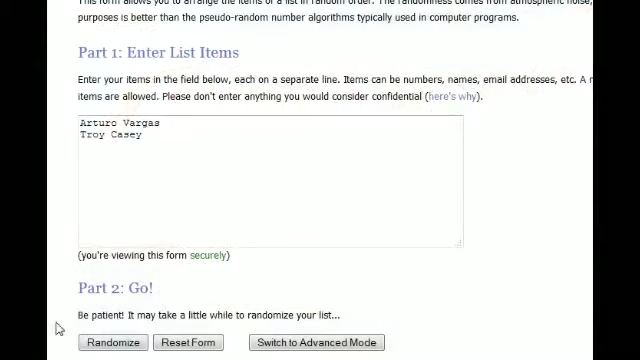 This form allows you to arrange the items of a list in random order. The randomness comes from atmospheric noise,
purposes is better than the pseudo-random number algorithms typically used in computer programs.
Part 1: Enter List Items
Enter your items in the field below, each on a separate line. Items can be numbers, names, email addresses, etc. A
items are allowed. Please don't enter anything you would consider confidential (here's why).
Arturo Vargas
Troy Casey
(you're viewing this form securely)
Part 2: Go!
Be patient! It may take a little while to randomize your list...
Randomize Reset Form Switch to Advanced Mode